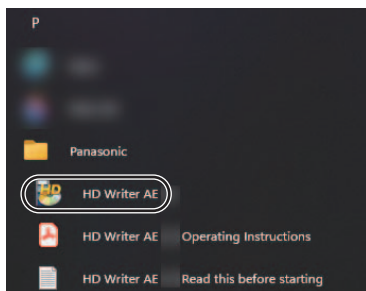 P
Panasonic
HD Writer AE
HD Writer AE Operating Instructions
HD Writer AE Read this before starting